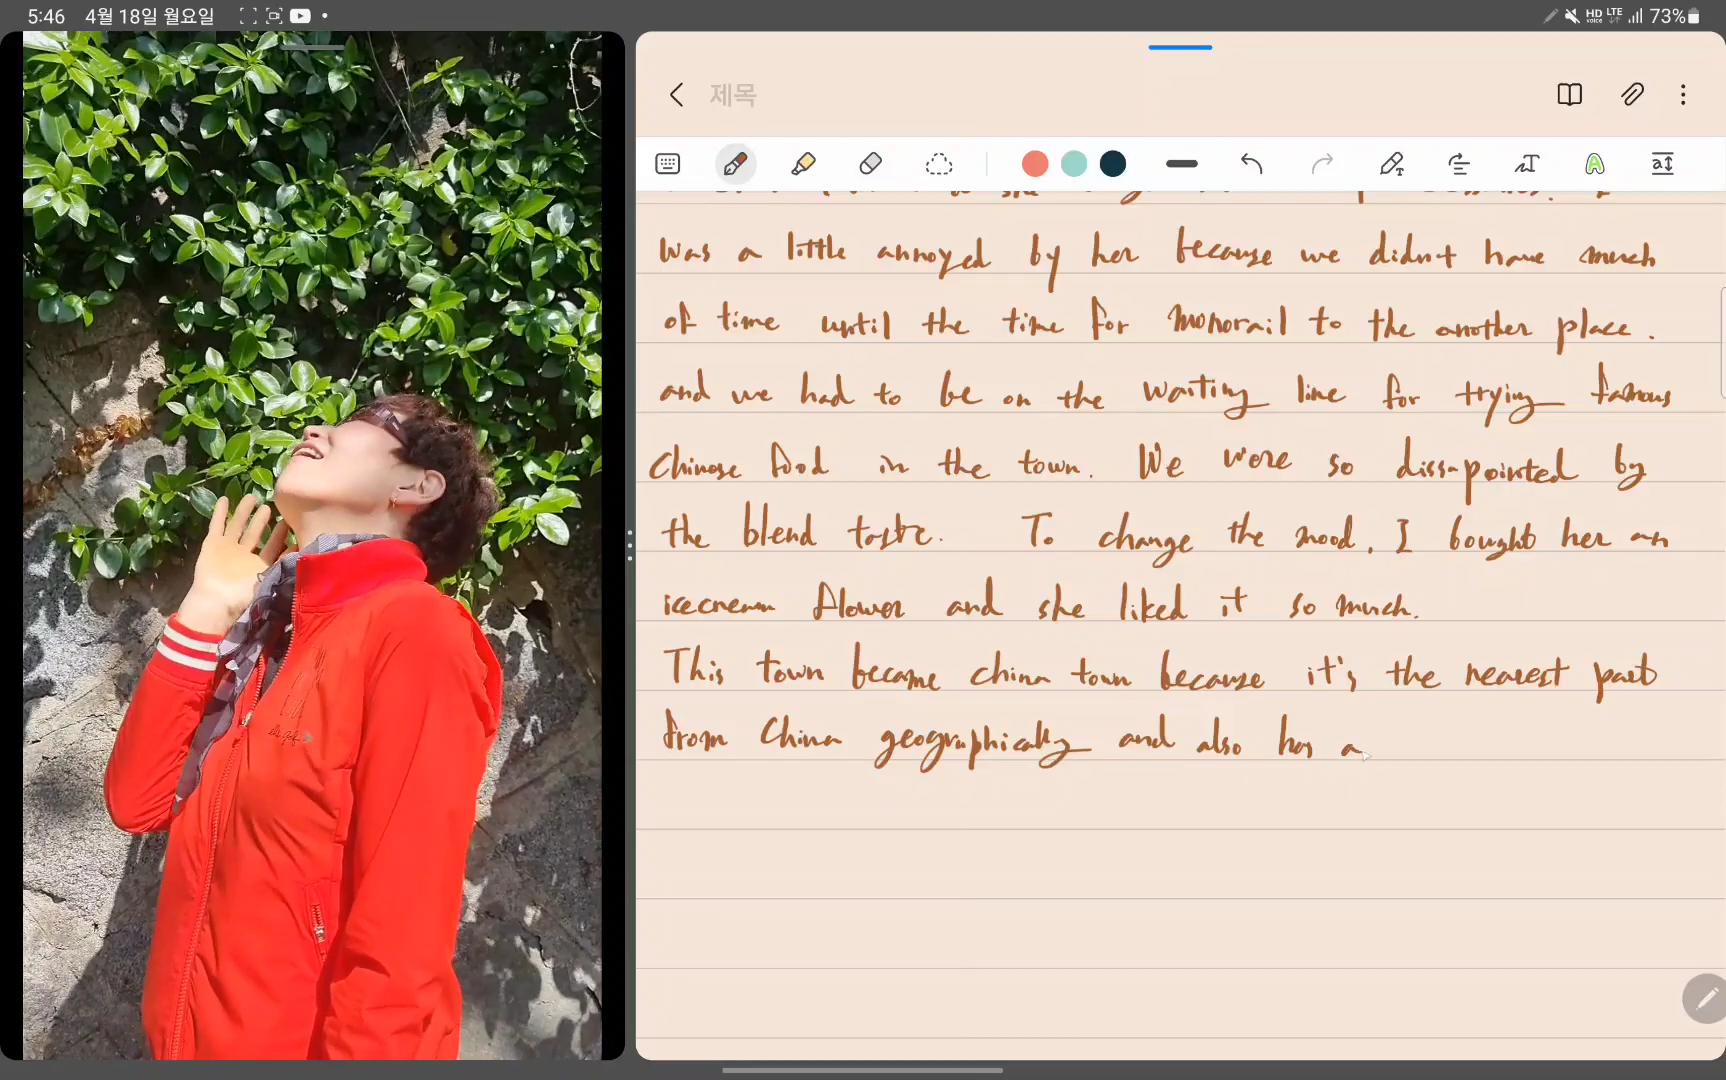 5:46 4월 18일 월요일
HD voice LTE 73%
제목
was a little annoyed by her because we didn't have much
of time until the time for monorail to the another place.
and we had to be on the waiting line for trying famous
Chinese food in the town. We were so dissapointed by
the blend taste. To change the mood, I bought her an
icecream flower and she liked it so much.
This town became china town because it's the nearest part
from China geographically and also has a